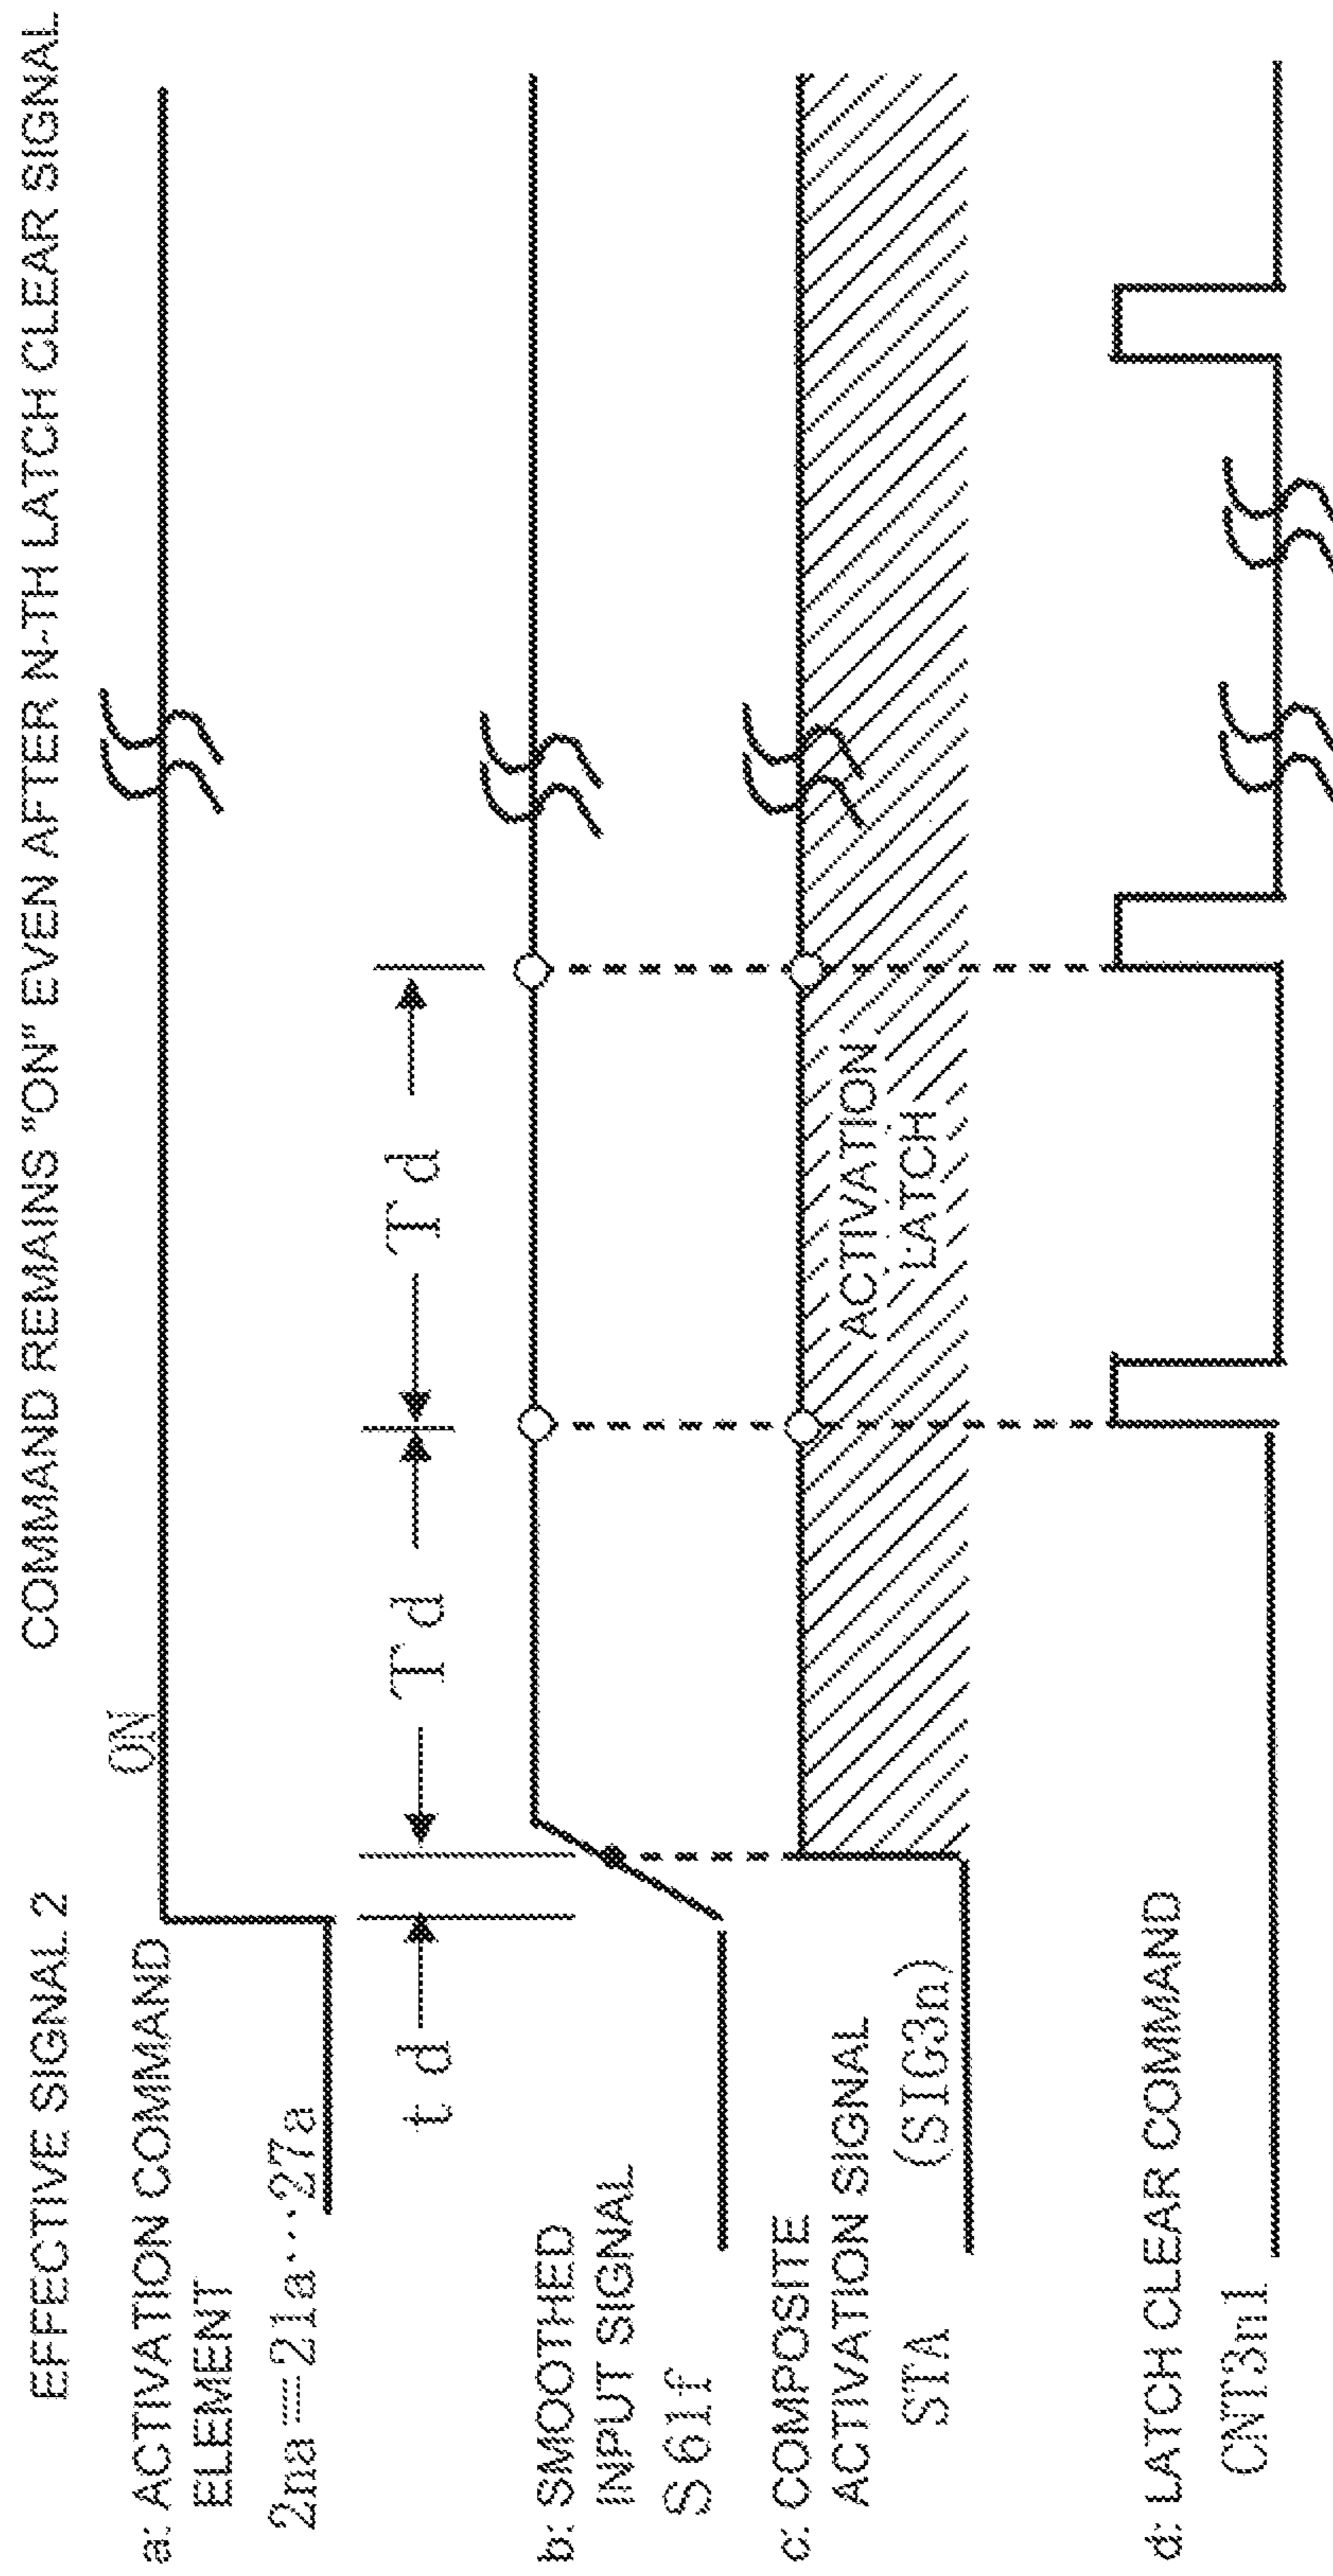 EFFECTIVE SIGNAL 2
COMMAND REMAINS "ON" EVEN AFTER N-TH LATCH CLEAR SIGNAL
a: ACTIVATION COMMAND
ELEMENT
2na=21a···27a
ON
td
Td
Td
b: SMOOTHED
INPUT SIGNAL
S61f
c: COMPOSITE
ACTIVATION SIGNAL
STA (SIG3n)
ACTIVATION
LATCH
d: LATCH CLEAR COMMAND
CNT3n1